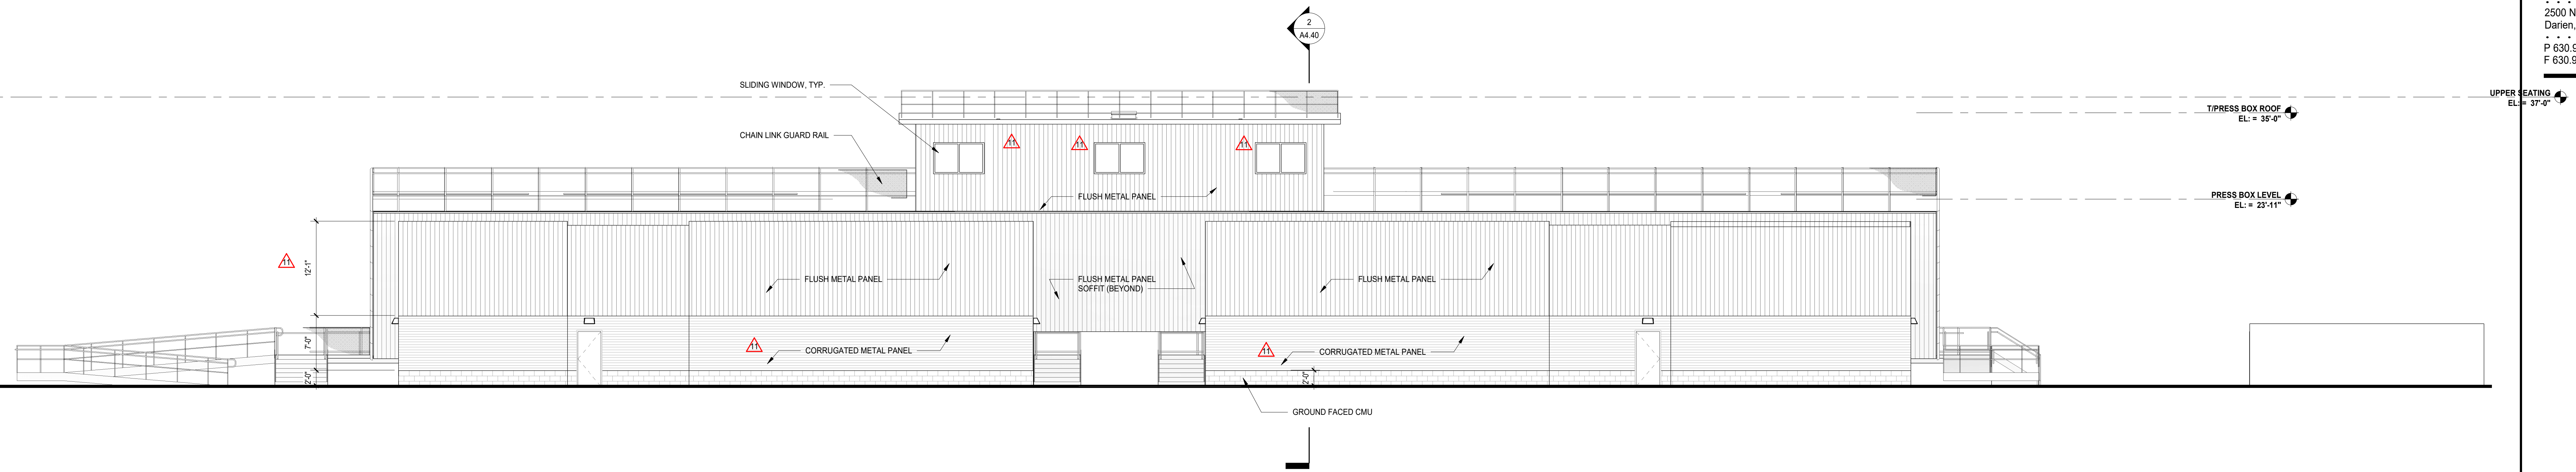 2500 N
Darien,
P 630.9
F 630.9
2
A4.40
SLIDING WINDOW, TYP.
UPPER SEATING
EL: = 37'-0"
T/PRESS BOX ROOF
EL: = 35'-0"
CHAIN LINK GUARD RAIL
11
11
11
FLUSH METAL PANEL
PRESS BOX LEVEL
EL: = 23'-11"
11
12'-1"
FLUSH METAL PANEL
FLUSH METAL PANEL
SOFFIT (BEYOND)
FLUSH METAL PANEL
7'-0"
11
CORRUGATED METAL PANEL
11
CORRUGATED METAL PANEL
2'-0"
2'-0"
GROUND FACED CMU